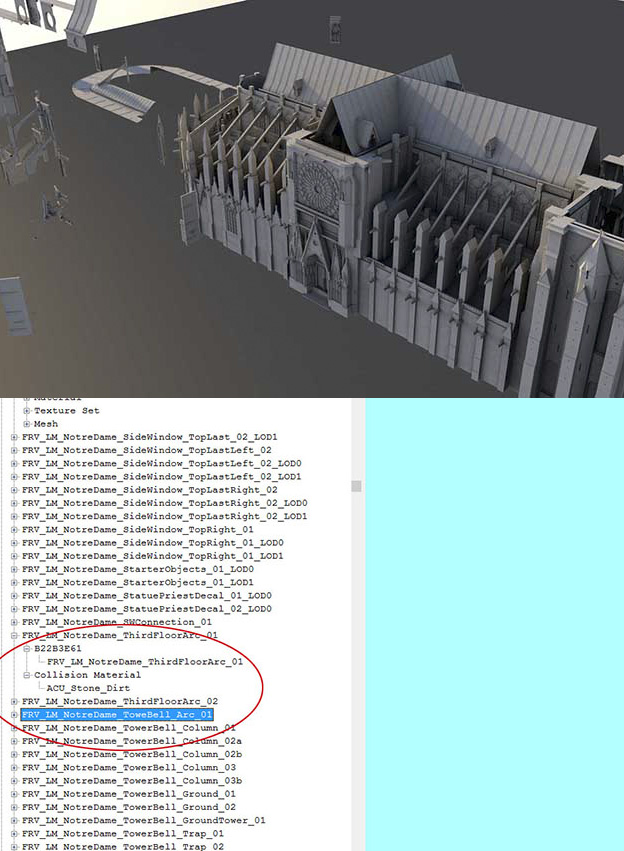 Material
Texture Set
Mesh
FRV_LM_NotreDame_SideWindow_TopLast_02_LOD1
FRV_LM_NotreDame_SideWindow_TopLastLeft_02
FRV_LM_NotreDame_SideWindow_TopLastLeft_02_LOD0
FRV_LM_NotreDame_SideWindow_TopLastLeft_02_LOD1
FRV_LM_NotreDame_SideWindow_TopLastRight_02
FRV_LM_NotreDame_SideWindow_TopLastRight_02_LOD0
FRV_LM_NotreDame_SideWindow_TopLastRight_02_LOD1
FRV_LM_NotreDame_SideWindow_TopRight_01
FRV_LM_NotreDame_SideWindow_TopRight_01_LOD0
FRV_LM_NotreDame_SideWindow_TopRight_01_LOD1
FRV_LM_NotreDame_StarterObjects_01_LOD0
FRV_LM_NotreDame_StarterObjects_01_LOD1
FRV_LM_NotreDame_StatuePriestDecal_01_LOD0
FRV_LM_NotreDame_StatuePriestDecal_02_LOD0
FRV_LM_NotreDame_SWConnection_01
FRV_LM_NotreDame_ThirdFloorArc_01
B22B3E61
FRV_LM_NotreDame_ThirdFloorArc_01
Collision Material
ACU_Stone_Dirt
FRV_LM_NotreDame_ThirdFloorArc_02
FRV_LM_NotreDame_ToweBell_Arc_01
FRV_LM_NotreDame_TowerBell_Column_01
FRV_LM_NotreDame_TowerBell_Column_02a
FRV_LM_NotreDame_TowerBell_Column_02b
FRV_LM_NotreDame_TowerBell_Column_03
FRV_LM_NotreDame_TowerBell_Column_03b
FRV_LM_NotreDame_TowerBell_Ground_01
FRV_LM_NotreDame_TowerBell_Ground_02
FRV_LM_NotreDame_TowerBell_GroundTower_01
FRV_LM_NotreDame_TowerBell_Trap_01
FRV_LM_NotreDame_TowerBell_Trap_02